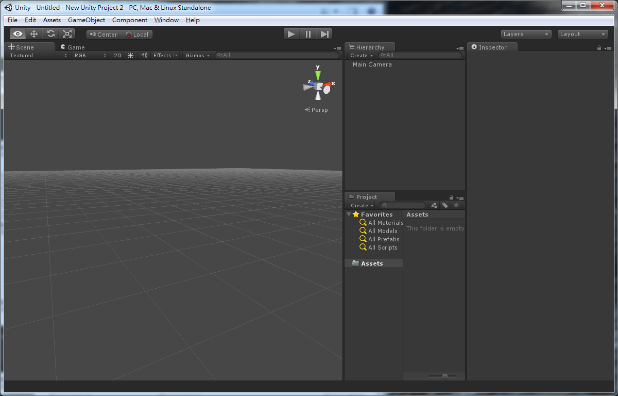 Unity - Untitled - New Unity Project 2 - PC, Mac & Linux Standalone
File Edit Assets GameObject Component Window Help
Center Local Layers Layout
Scene Game Hierarchy Inspector
Textured RGB 2D Effects Gizmos All Create All
Main Camera
y
x
z
Persp
Project
Create
Favorites Assets
All Materials This folder is empty
All Models
All Prefabs
All Scripts
Assets